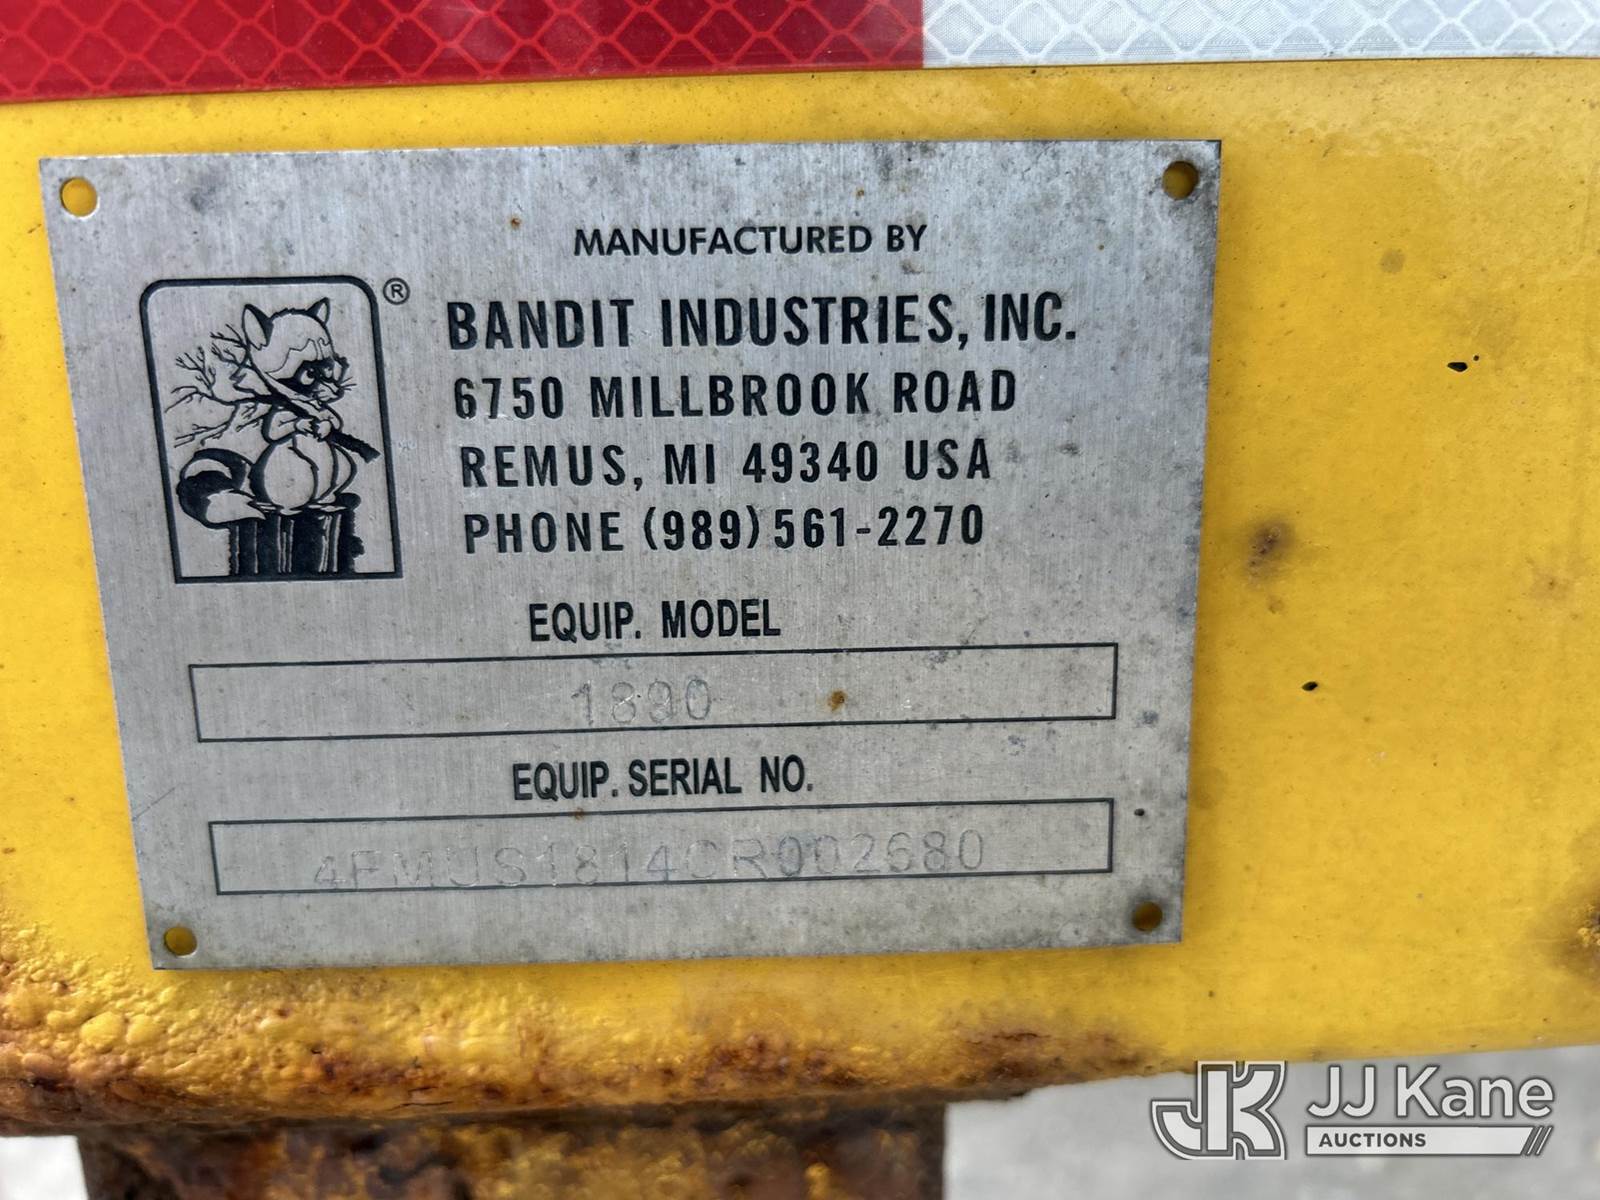 MANUFACTURED BY
®
BANDIT INDUSTRIES, INC.
6750 MILLBROOK ROAD
REMUS, MI 49340 USA
PHONE (989) 561-2270
EQUIP. MODEL
1890
EQUIP. SERIAL NO.
4FMUS1814CR002680
JK
JJ Kane
AUCTIONS